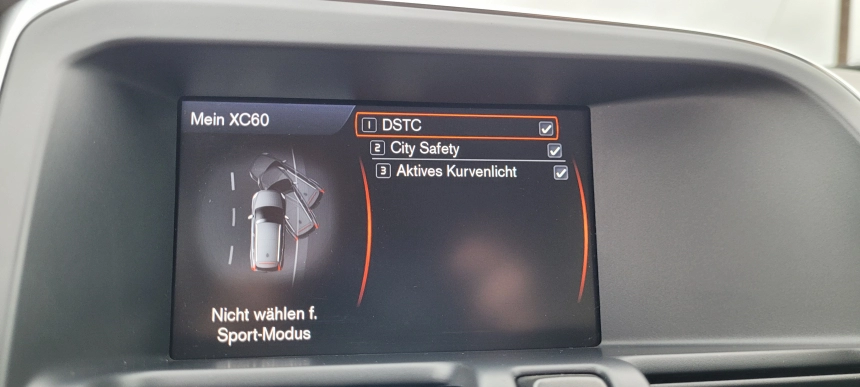 Mein XC60
1 DSTC
2 City Safety
3 Aktives Kurvenlicht
Nicht wählen f.
Sport-Modus